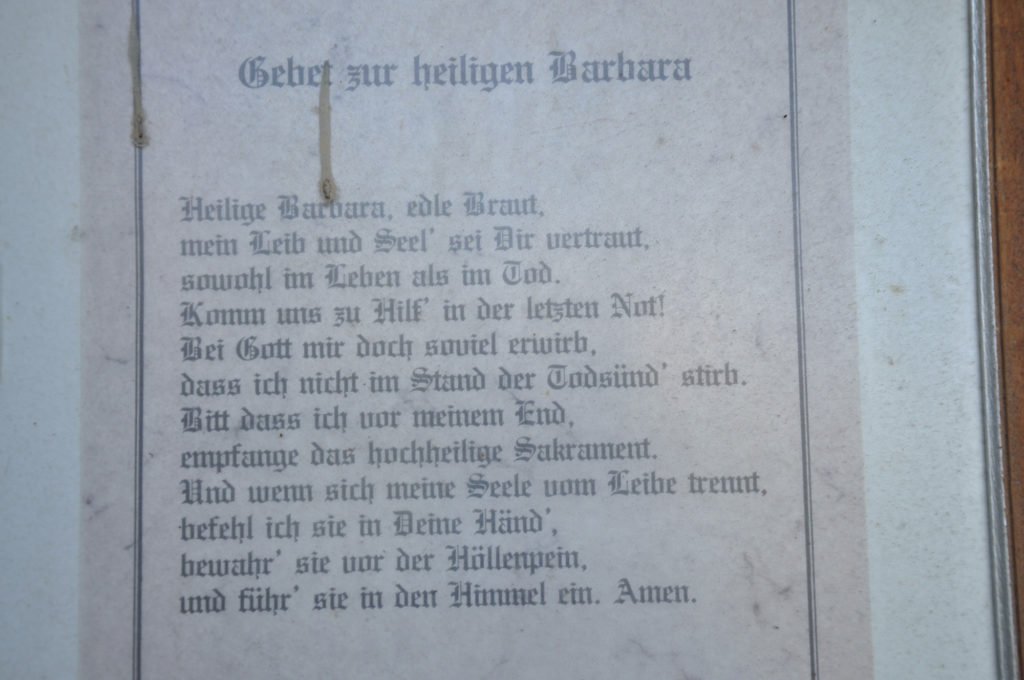 Gebet zur heiligen Barbara
Heilige Barbara, edle Braut,
mein Leib und Seel' sei Dir vertraut,
sowohl im Leben als im Tod.
Komm uns zu Hilf' in der letzten Not!
Bei Gott mir doch soviel erwirb,
dass ich nicht im Stand der Todsünd' stirb.
Bitt dass ich vor meinem End,
empfange das hochheilige Sakrament.
Und wenn sich meine Seele vom Leibe trennt,
befehl ich sie in Deine Händ',
bewahr' sie vor der Höllenpein,
und führ' sie in den Himmel ein. Amen.